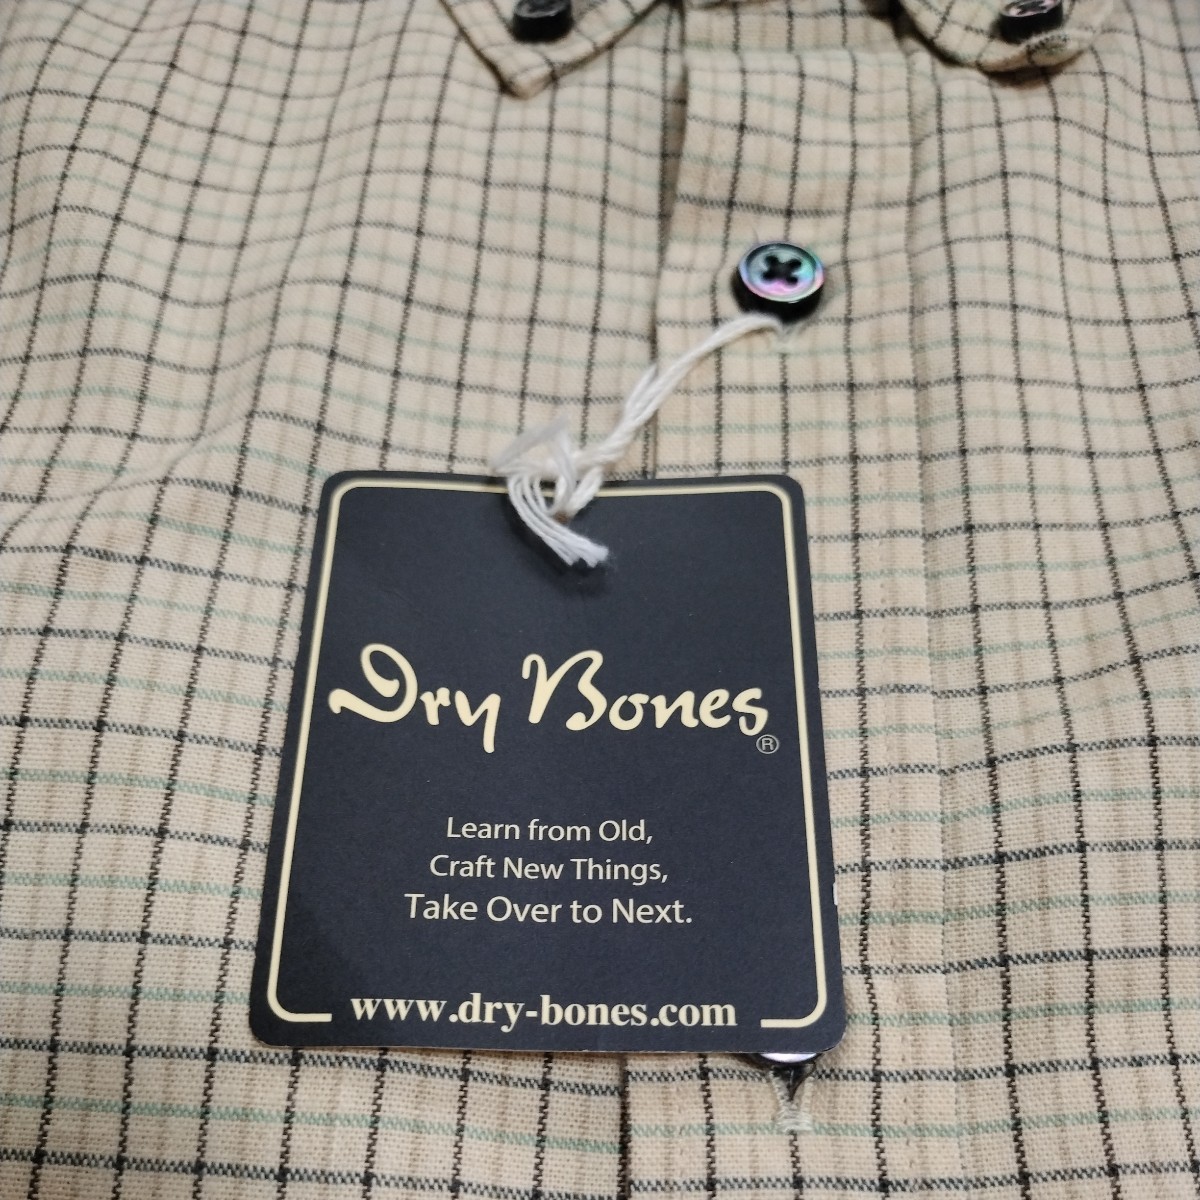 Dry Bones®
Learn from Old,
Craft New Things,
Take Over to Next.
www.dry-bones.com